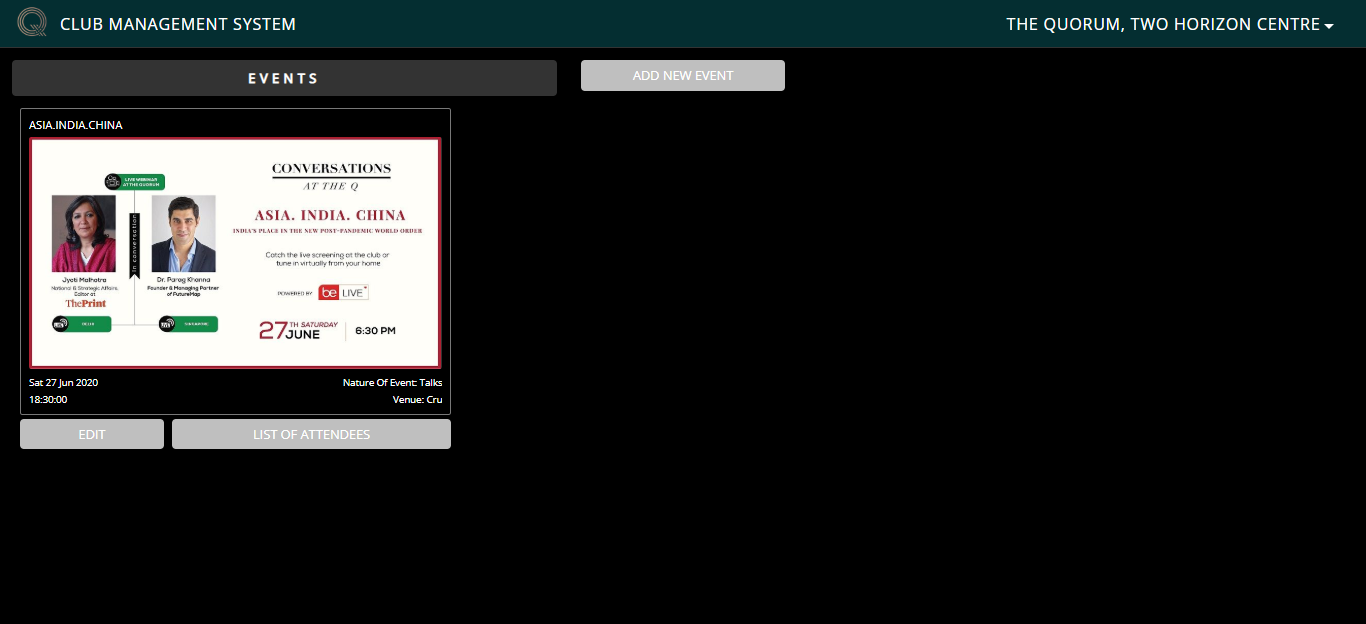 CLUB MANAGEMENT SYSTEM
THE QUORUM, TWO HORIZON CENTRE
EVENTS
ADD NEW EVENT
ASIA.INDIA.CHINA
LIVE WEBINAR
AT THE QUORUM
In conversation
Jyoti Malhotra
National & Strategic Affairs,
Editor at
ThePrint
DELHI
Dr. Parag Khanna
Founder & Managing Partner
of FutureMap
SINGAPORE
CONVERSATIONS
AT THE Q
ASIA. INDIA. CHINA
INDIA'S PLACE IN THE NEW POST-PANDEMIC WORLD ORDER
Catch the live screening at the club or
tune in virtually from your home
POWERED BY be LIVE
27TH SATURDAY
JUNE
6:30 PM
Sat 27 Jun 2020
Nature Of Event: Talks
18:30:00
Venue: Cru
EDIT
LIST OF ATTENDEES